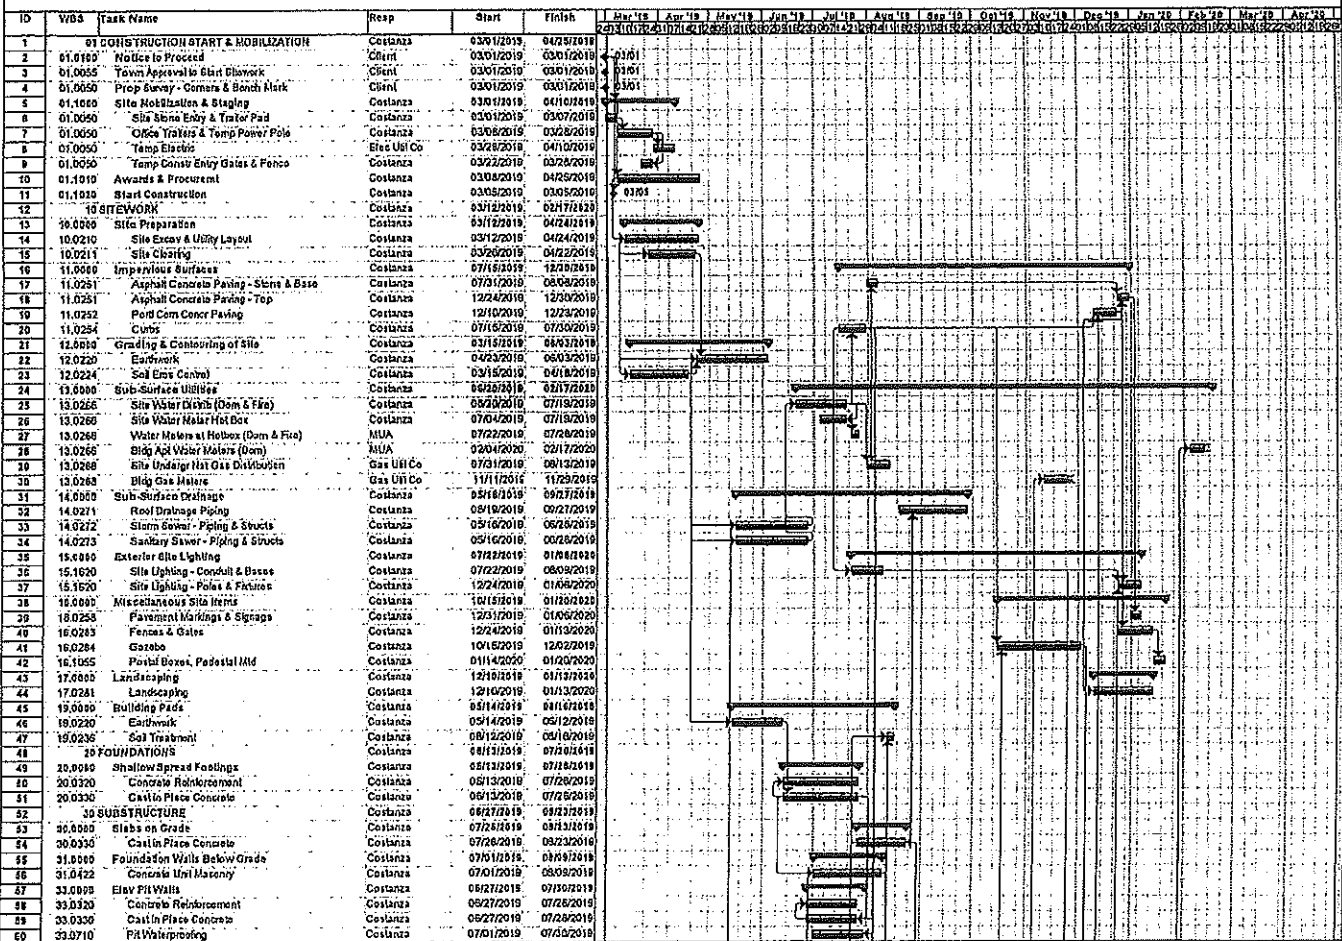 ID WBS Task Name Resp Start Finish Mar '19 Apr '19 May '19 Jun '19 Jul '19 Aug '19 Sep '19 Oct '19 Nov '19 Dec '19 Jan '20 Feb '20 Mar '20 Apr '20
1 01 CONSTRUCTION START & MOBILIZATION Costanza 03/01/2019 04/25/2019
2 01.0100 Notice to Proceed Client 03/01/2019 03/01/2019 03/01
3 01.0055 Town Approval to Start Sitework Client 03/01/2019 03/01/2019 03/01
4 01.0050 Prop Survey - Corners & Bench Mark Client 03/01/2019 03/01/2019 03/01
5 01.1000 Site Mobilization & Staging Costanza 03/01/2019 04/10/2019
6 01.0050 Site Stone Entry & Trailer Pad Costanza 03/01/2019 03/07/2019
7 01.0050 Office Trailers & Temp Power Pole Costanza 03/08/2019 03/28/2019
8 01.0050 Temp Electric Elec Util Co 03/28/2019 04/10/2019
9 01.0050 Temp Constr Entry Gates & Fence Costanza 03/22/2019 03/28/2019
10 01.1010 Awards & Procuremt Costanza 03/08/2019 04/25/2019
11 01.1020 Start Construction Costanza 03/05/2019 03/05/2019 03/05
12 10 SITEWORK Costanza 03/12/2019 02/17/2020
13 10.0000 Site Preparation Costanza 03/12/2019 04/24/2019
14 10.0210 Site Excav & Utility Layout Costanza 03/12/2019 04/24/2019
15 10.0211 Site Clearing Costanza 03/20/2019 04/22/2019
16 11.0000 Impervious Surfaces Costanza 07/15/2019 12/30/2019
17 11.0251 Asphalt Concrete Paving - Stone & Base Costanza 07/31/2019 08/06/2019
18 11.0251 Asphalt Concrete Paving - Top Costanza 12/24/2019 12/30/2019
19 11.0252 Portl Cem Concr Paving Costanza 12/10/2019 12/23/2019
20 11.0254 Curbs Costanza 07/15/2019 07/30/2019
21 12.0000 Grading & Contouring of Site Costanza 03/15/2019 06/03/2019
22 12.0220 Earthwork Costanza 04/23/2019 06/03/2019
23 12.0224 Soil Eros Control Costanza 03/15/2019 04/18/2019
24 13.0000 Sub-Surface Utilities Costanza 06/20/2019 02/17/2020
25 13.0266 Site Water Distrib (Dom & Fire) Costanza 06/20/2019 07/19/2019
26 13.0266 Site Water Meter Hot Box Costanza 07/04/2019 07/19/2019
27 13.0266 Water Meters at Hotbox (Dom & Fire) MUA 07/22/2019 07/26/2019
28 13.0266 Bldg Apt Water Meters (Dom) MUA 02/04/2020 02/17/2020
29 13.0268 Site Undergr Nat Gas Distribution Gas Util Co 07/31/2019 08/13/2019
30 13.0268 Bldg Gas Meters Gas Util Co 11/11/2019 11/29/2019
31 14.0000 Sub-Surface Drainage Costanza 05/16/2019 09/27/2019
32 14.0271 Roof Drainage Piping Costanza 08/19/2019 09/27/2019
33 14.0272 Storm Sewer - Piping & Structs Costanza 05/16/2019 06/26/2019
34 14.0273 Sanitary Sewer - Piping & Structs Costanza 05/16/2019 06/26/2019
35 15.0000 Exterior Site Lighting Costanza 07/22/2019 01/06/2020
36 15.1620 Site Lighting - Conduit & Bases Costanza 07/22/2019 08/09/2019
37 15.1620 Site Lighting - Poles & Fixtures Costanza 12/24/2019 01/06/2020
38 16.0000 Miscellaneous Site Items Costanza 10/15/2019 01/20/2020
39 16.0258 Pavement Markings & Signage Costanza 12/31/2019 01/06/2020
40 16.0283 Fences & Gates Costanza 12/24/2019 01/13/2020
41 16.0284 Gazebo Costanza 10/15/2019 12/02/2019
42 16.1055 Postal Boxes, Pedestal Mtd Costanza 01/14/2020 01/20/2020
43 17.0000 Landscaping Costanza 12/10/2019 01/13/2020
44 17.0281 Landscaping Costanza 12/10/2019 01/13/2020
45 19.0000 Building Pads Costanza 05/14/2019 08/16/2019
46 19.0220 Earthwork Costanza 05/14/2019 06/12/2019
47 19.0236 Soil Treatment Costanza 08/12/2019 08/16/2019
48 20 FOUNDATIONS Costanza 06/13/2019 07/26/2019
49 20.0000 Shallow Spread Footings Costanza 06/13/2019 07/26/2019
50 20.0320 Concrete Reinforcement Costanza 06/13/2019 07/26/2019
51 20.0330 Cast in Place Concrete Costanza 06/13/2019 07/26/2019
52 30 SUBSTRUCTURE Costanza 06/27/2019 08/23/2019
53 30.0000 Slabs on Grade Costanza 07/26/2019 08/23/2019
54 30.0330 Cast in Place Concrete Costanza 07/26/2019 08/23/2019
55 31.0000 Foundation Walls Below Grade Costanza 07/01/2019 08/09/2019
56 31.0422 Concrete Unit Masonry Costanza 07/01/2019 08/09/2019
57 33.0000 Elev Pit Walls Costanza 06/27/2019 07/30/2019
58 33.0320 Concrete Reinforcement Costanza 06/27/2019 07/26/2019
59 33.0330 Cast in Place Concrete Costanza 06/27/2019 07/26/2019
60 33.0710 Pit Waterproofing Costanza 07/01/2019 07/30/2019